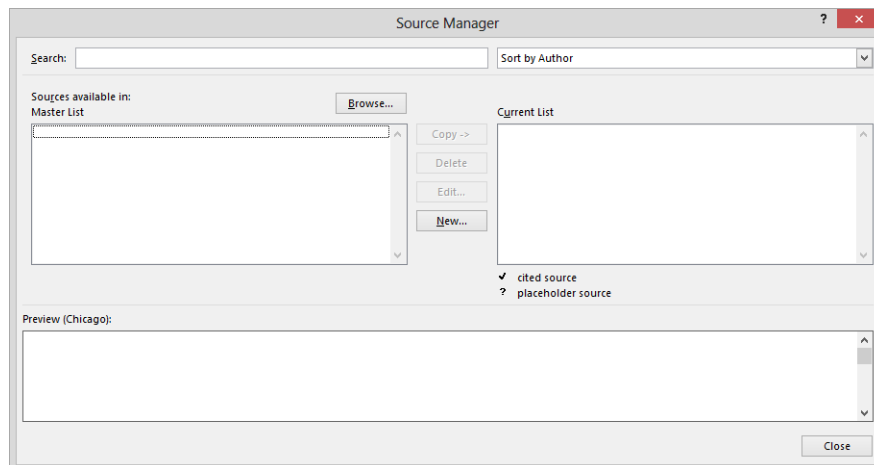 Source Manager
?
Search:
Sort by Author
Sources available in:
Browse...
Master List
Current List
Copy ->
Delete
Edit...
New...
✔ cited source
? placeholder source
Preview (Chicago):
Close